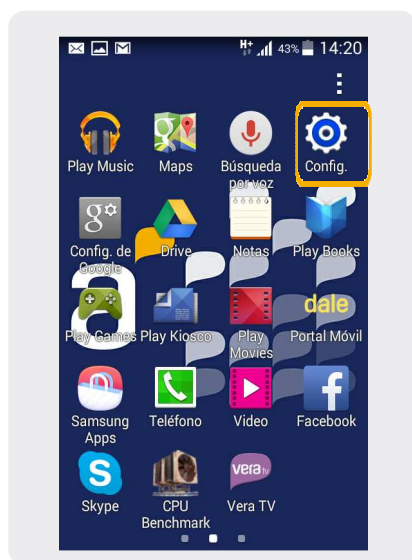 H+ 43% 14:20
Play Music Maps Búsqueda por voz Config.
g
Config. de Google Drive Notas Play Books
a
dale
Play Games Play Kiosco Play Movies Portal Móvil
Samsung Apps Teléfono Video Facebook
f
S
vera tv
Skype CPU Benchmark Vera TV